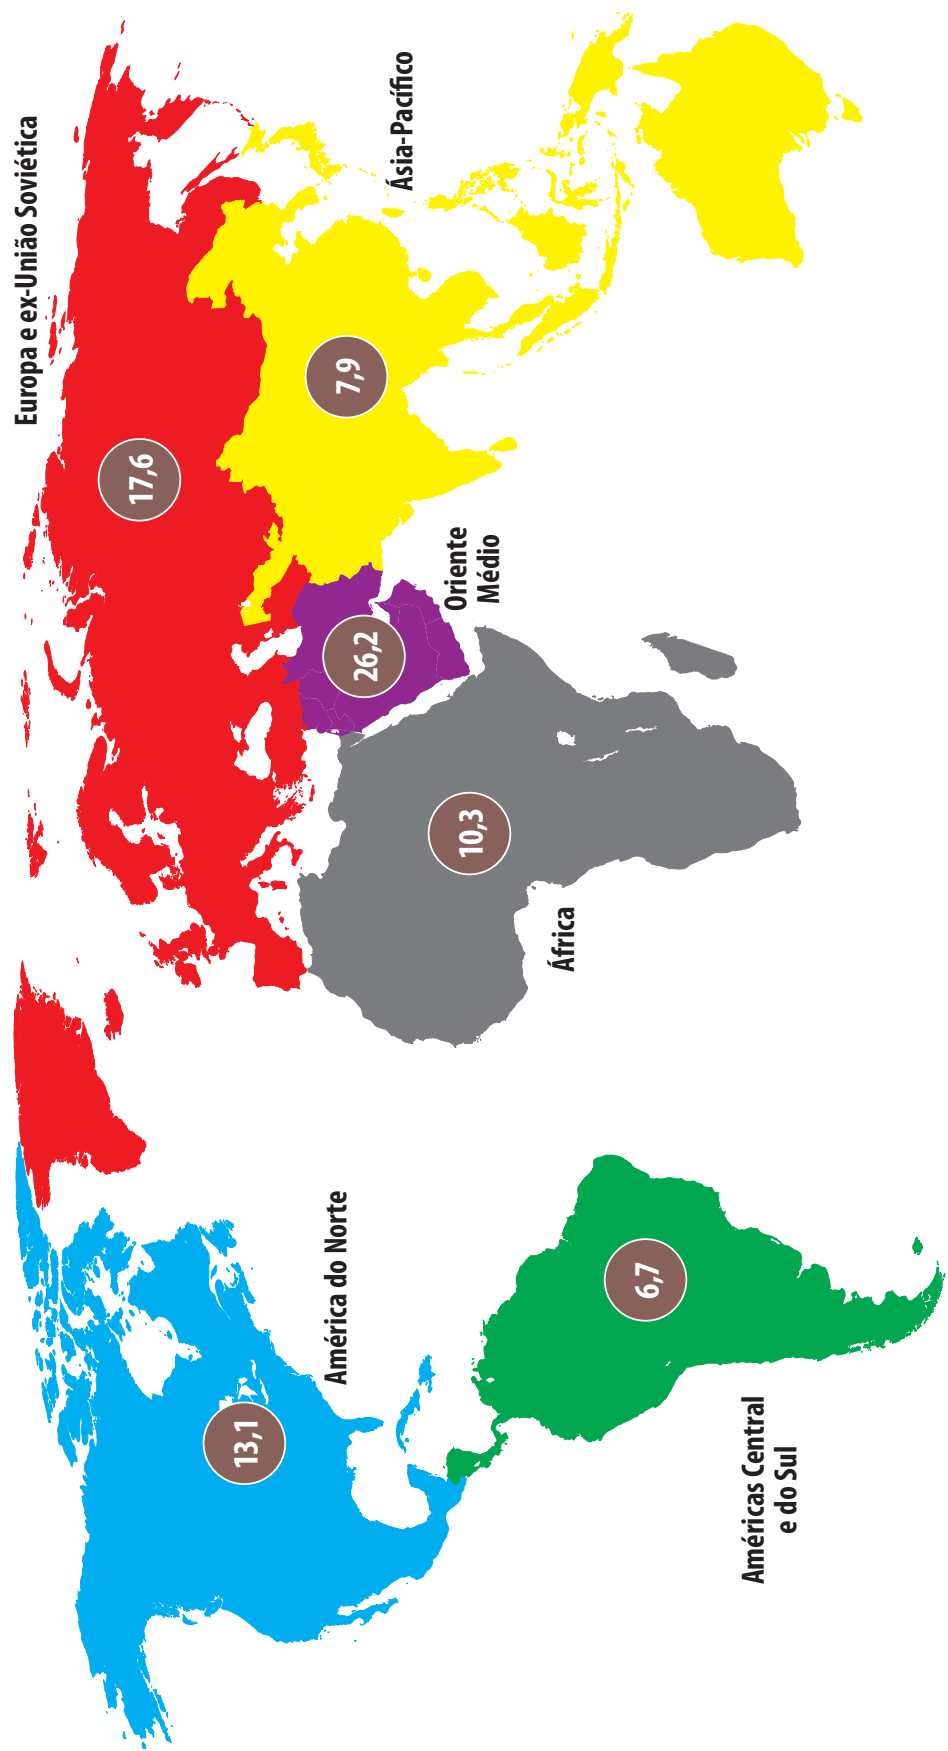 Europa e ex-União Soviética
17,6
América do Norte
13,1
Ásia-Pacífico
7,9
Oriente
Médio
26,2
África
10,3
Américas Central
e do Sul
6,7